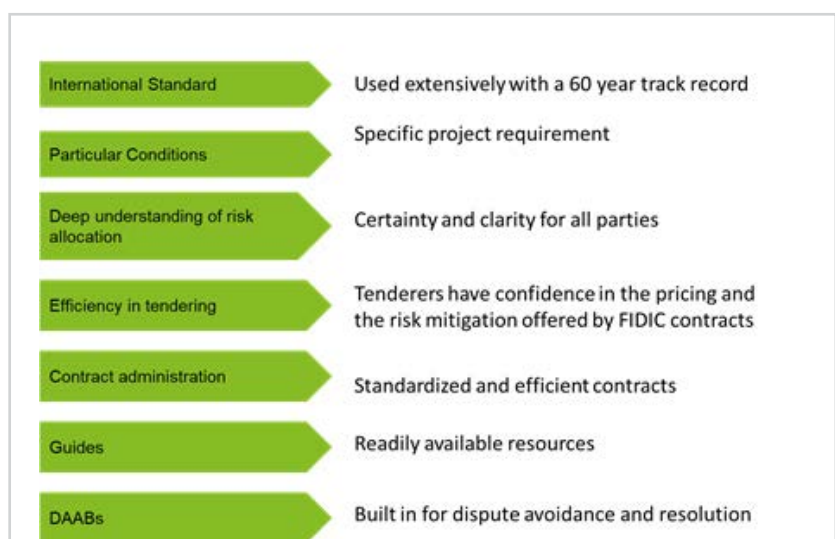 International Standard
Used extensively with a 60 year track record
Particular Conditions
Specific project requirement
Deep understanding of risk
allocation
Certainty and clarity for all parties
Efficiency in tendering
Tenderers have confidence in the pricing and
the risk mitigation offered by FIDIC contracts
Contract administration
Standardized and efficient contracts
Guides
Readily available resources
DAABs
Built in for dispute avoidance and resolution